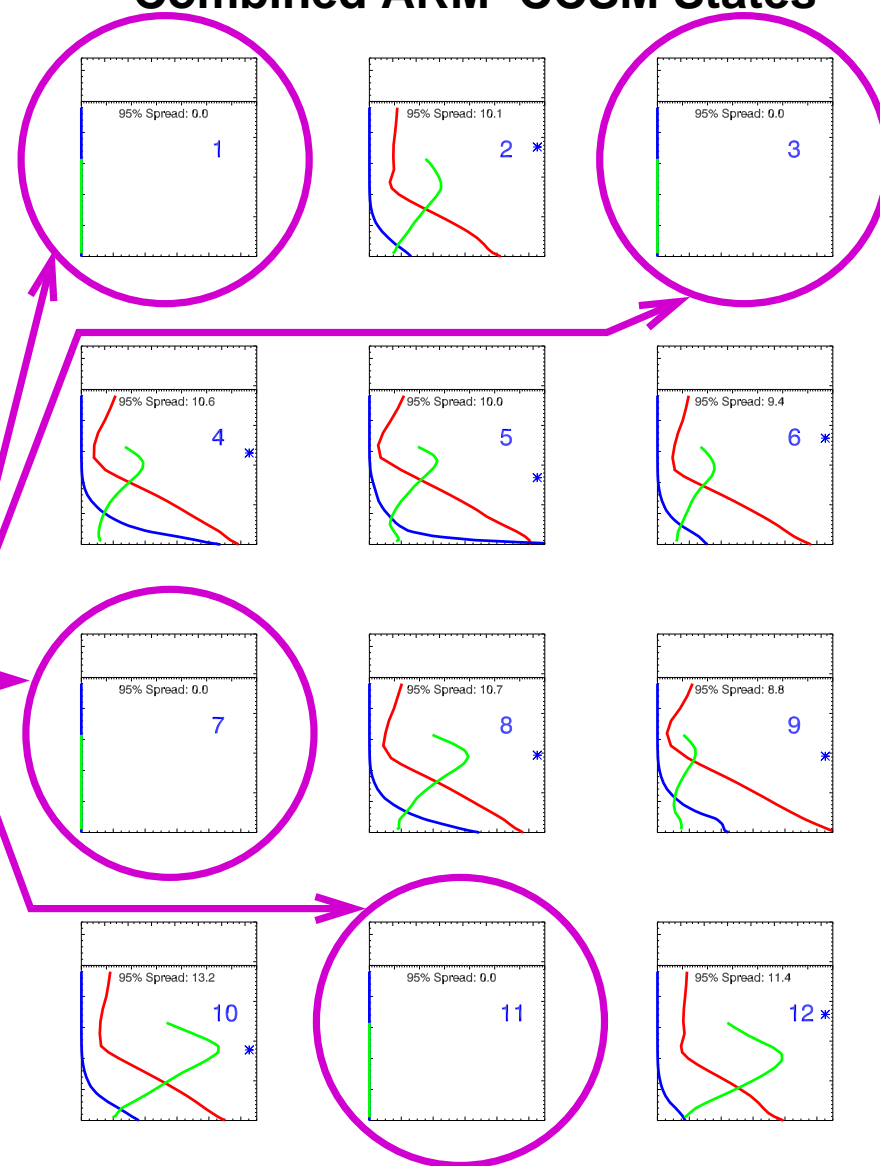 Combined ARM-CCSM States
95% Spread: 0.0
1
95% Spread: 10.1
2
95% Spread: 0.0
3
95% Spread: 10.6
4
95% Spread: 10.0
5
95% Spread: 9.4
6
95% Spread: 0.0
7
95% Spread: 10.7
8
95% Spread: 8.8
9
95% Spread: 13.2
10
95% Spread: 0.0
11
95% Spread: 11.4
12